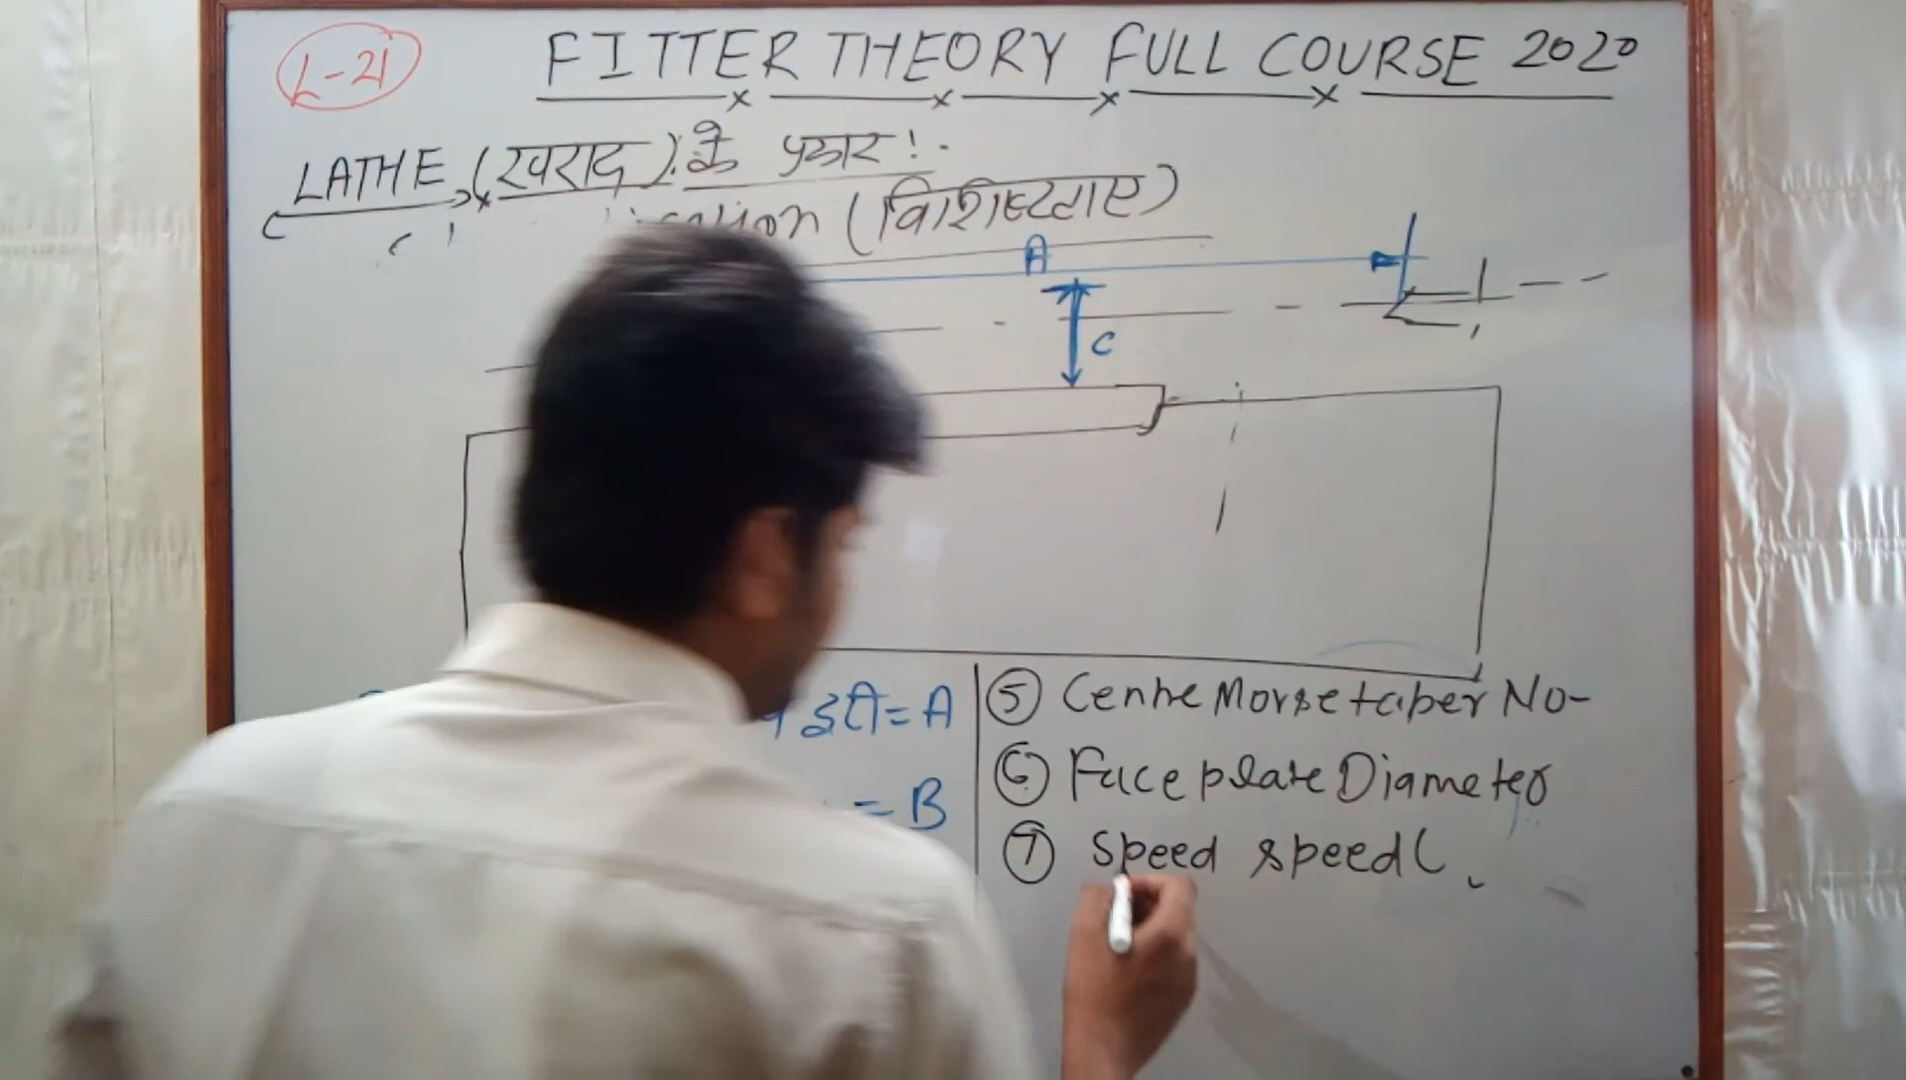 L-21
FITTER THEORY FULL COURSE 2020
LATHE (खराद) के प्रकार!
(विशिष्टताए)
A
C
इटी = A
= B
⑤ Centre Morse taper No-
⑥ Face plate Diameter
⑦ Speed speed (